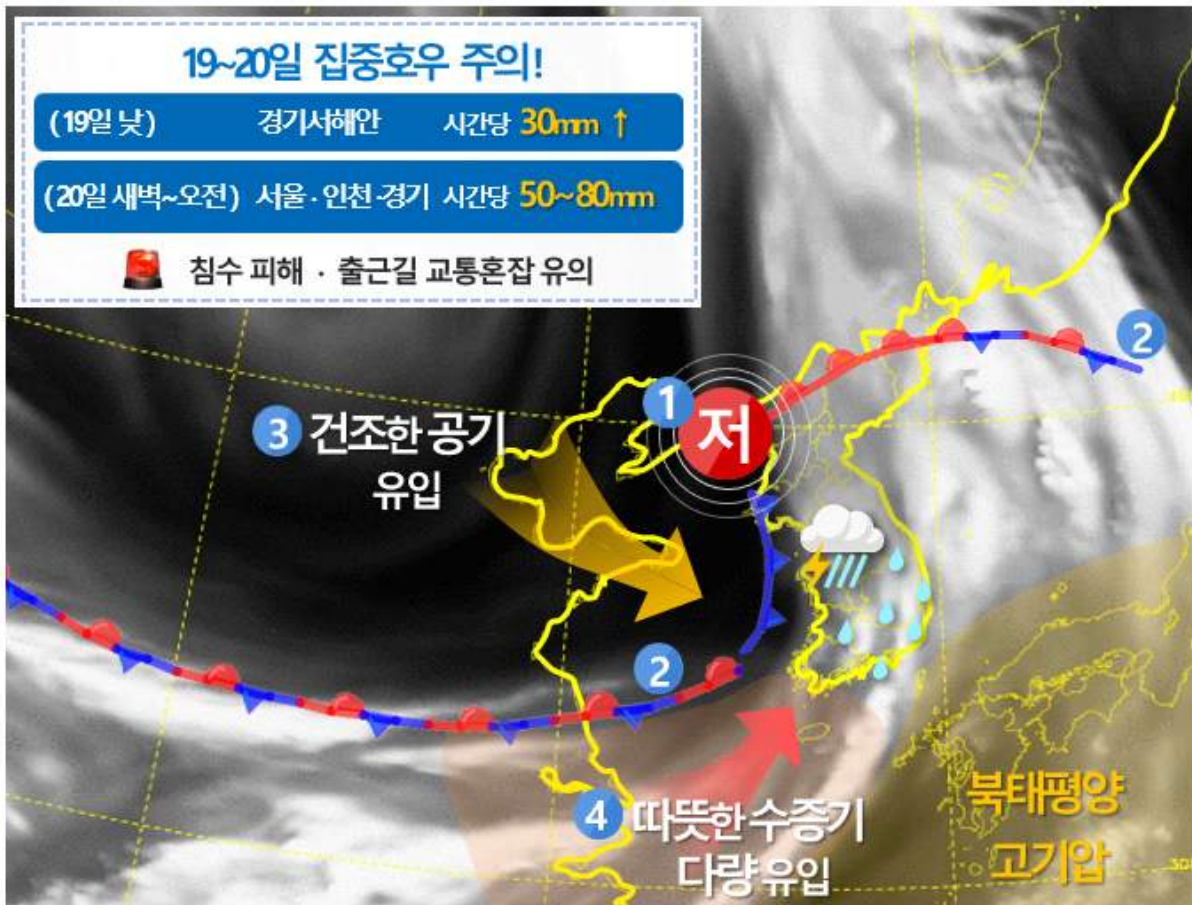 19~20일 집중호우 주의!
(19일 낮) 경기서해안 시간당 30mm ↑
(20일 새벽~오전) 서울·인천·경기 시간당 50~80mm
침수 피해 · 출근길 교통혼잡 유의
2
1 저
3 건조한 공기
유입
2
4 따뜻한 수증기
다량 유입
북태평양
고기압